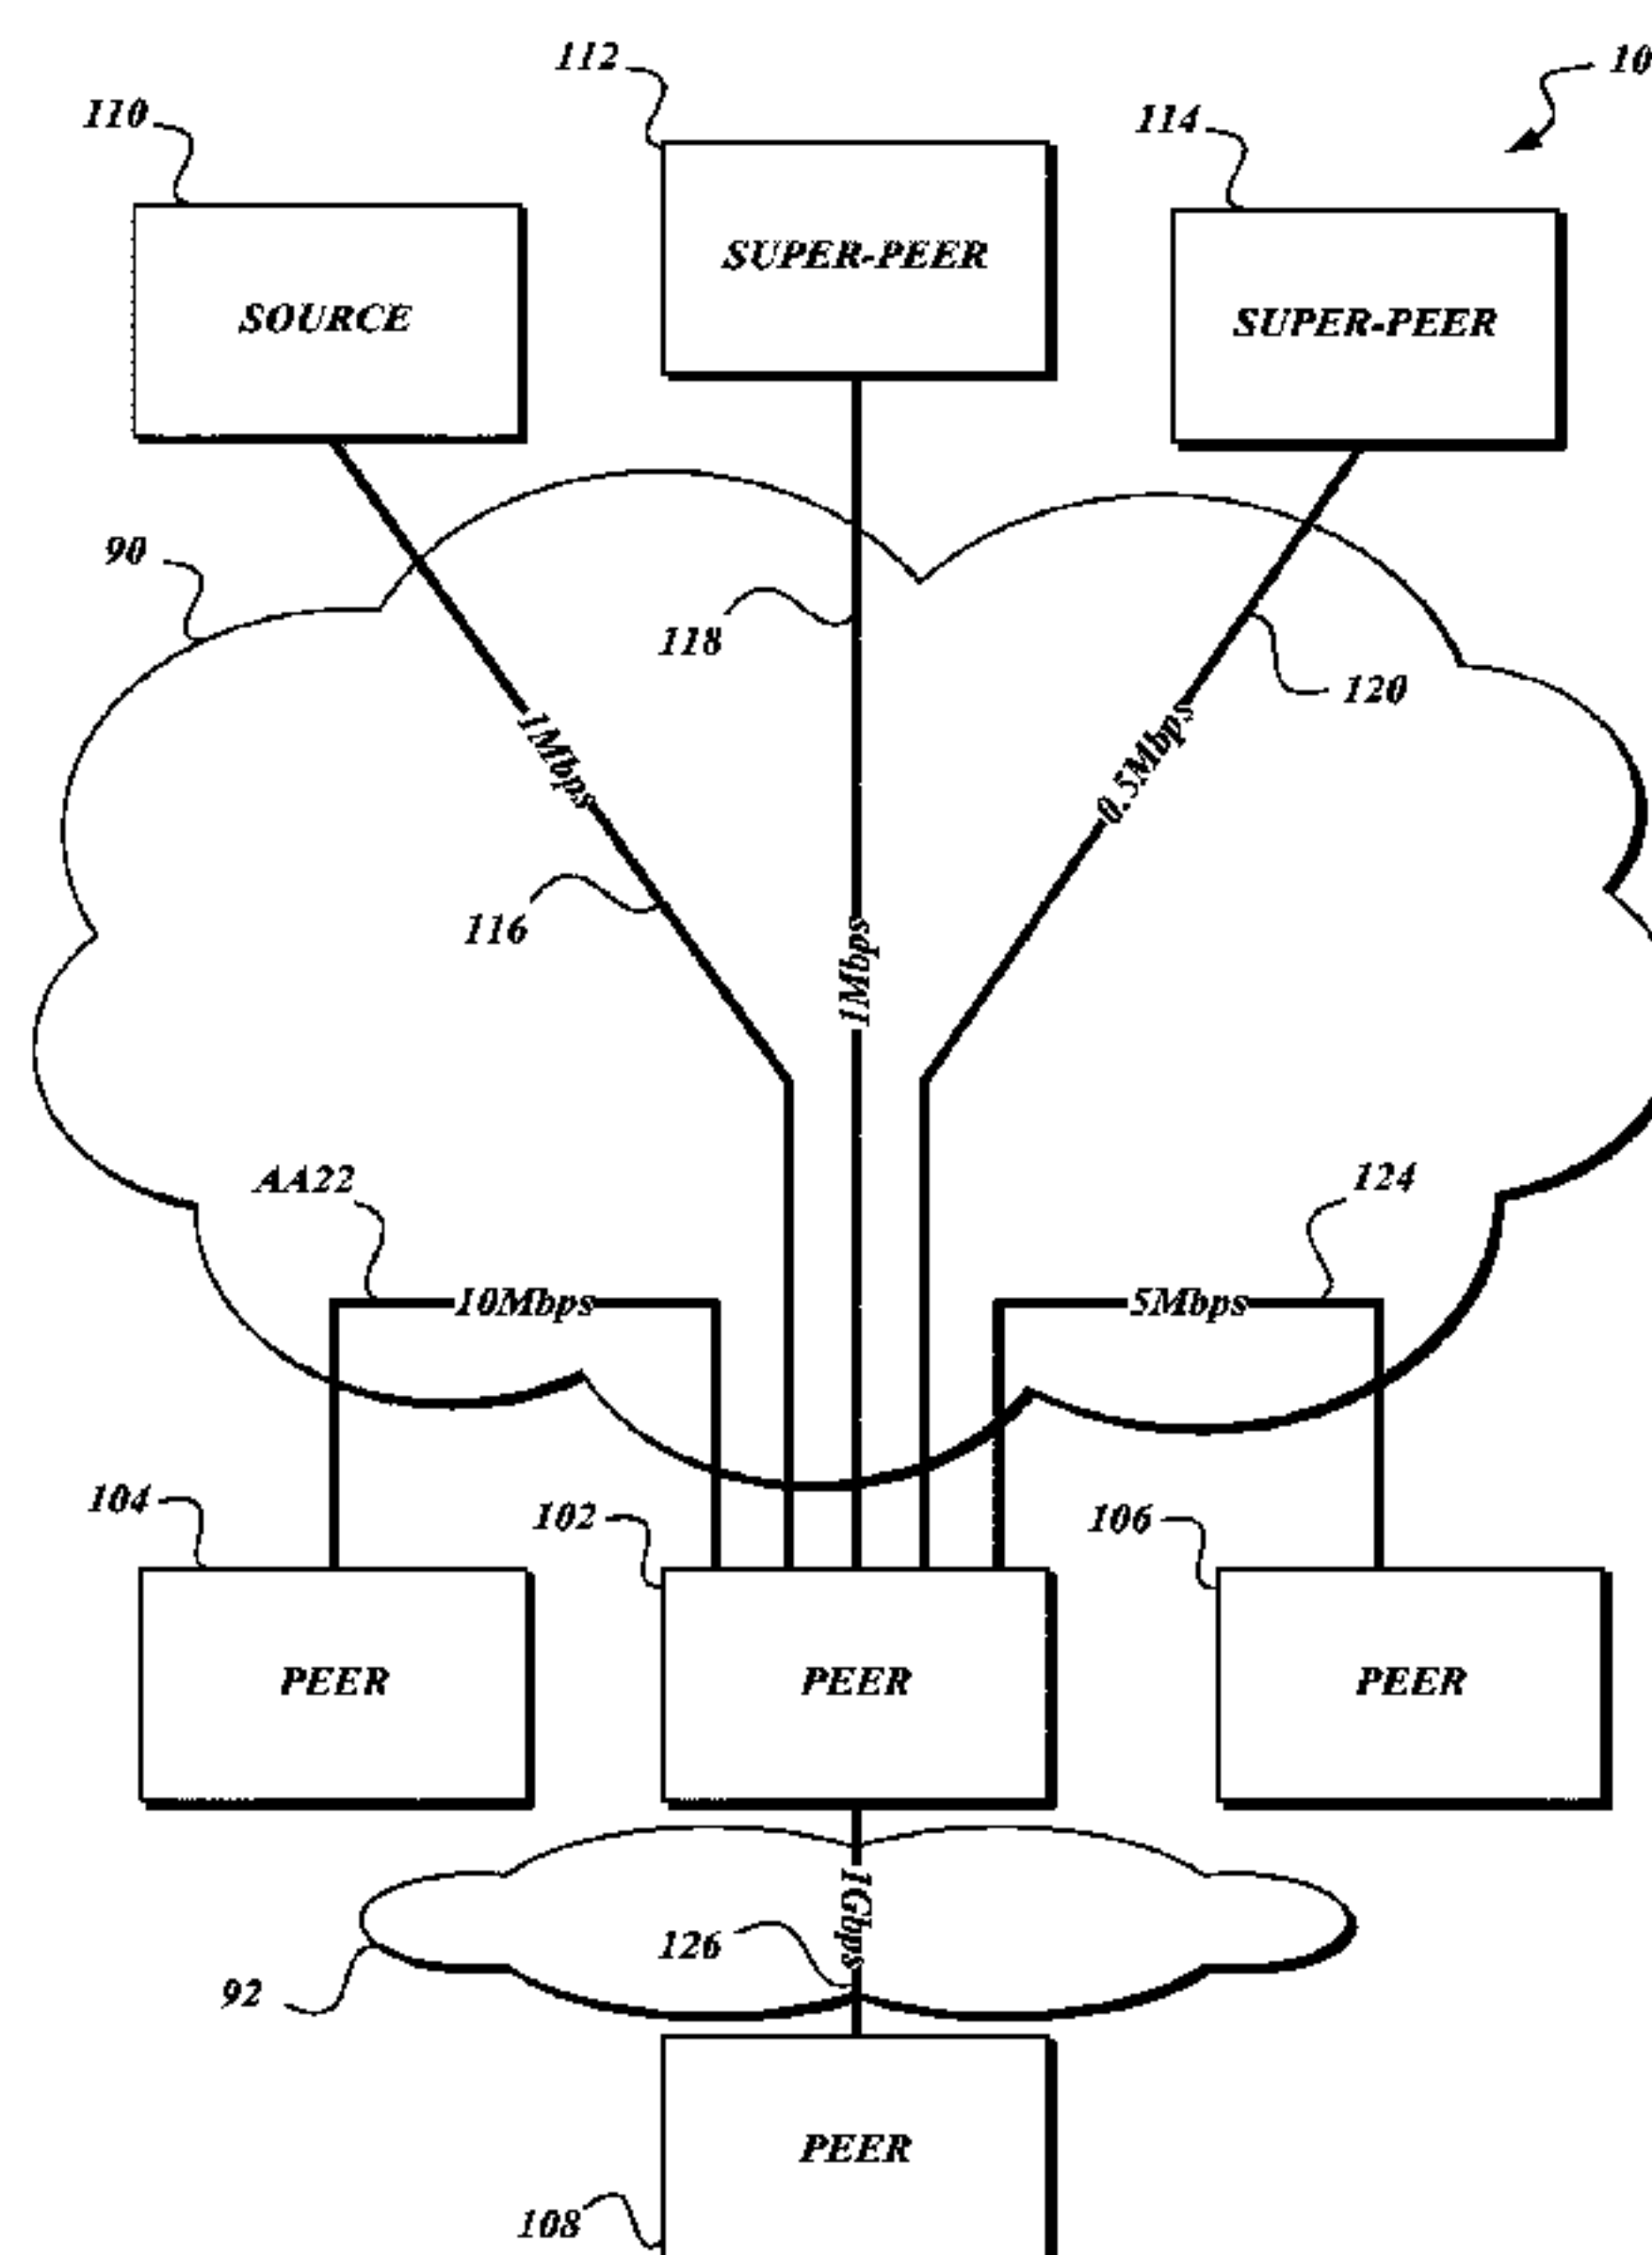 112
10
110
114
SUPER-PEER
SOURCE
SUPER-PEER
90
118
120
1Mbps
0.5Mbps
116
1Mbps
AA22
124
10Mbps
5Mbps
104
102
106
PEER
PEER
PEER
1Gbps
126
92
PEER
108